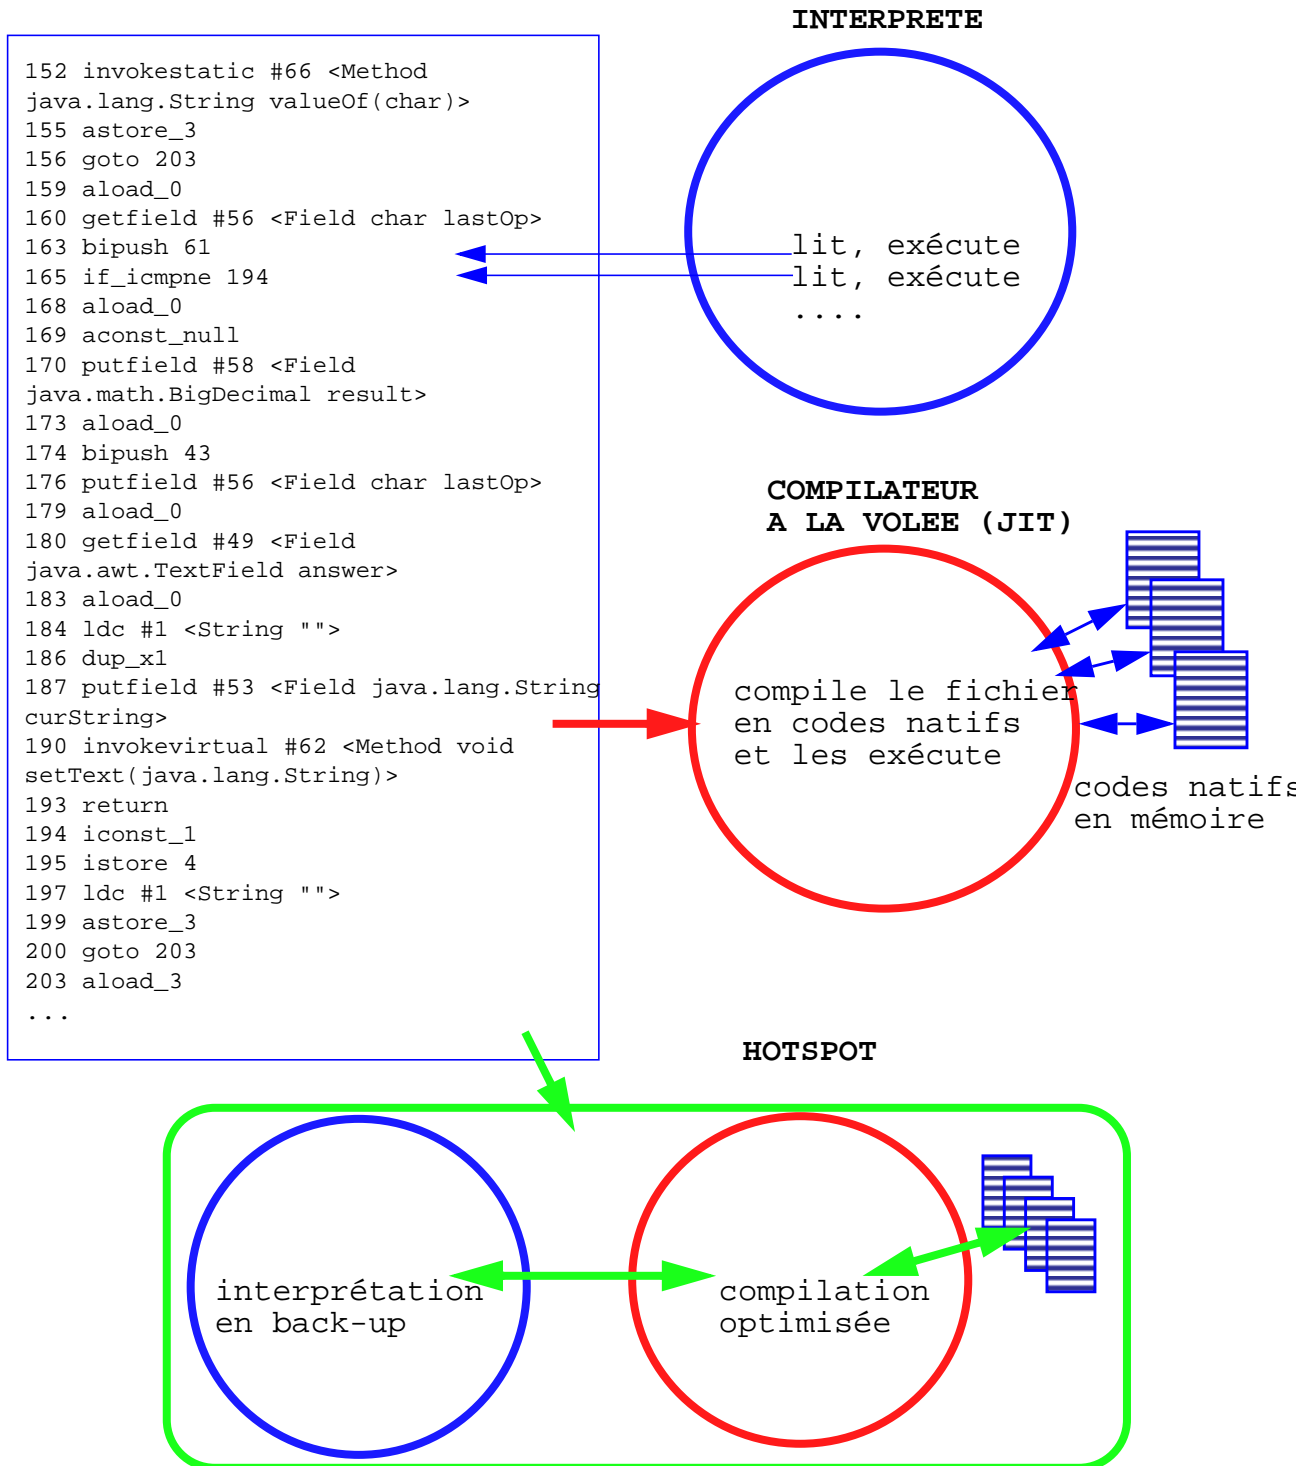 INTERPRETE
152 invokestatic #66 <Method
java.lang.String valueOf(char)>
155 astore_3
156 goto 203
159 aload_0
160 getfield #56 <Field char lastOp>
163 bipush 61
165 if_icmpne 194
168 aload_0
169 aconst_null
170 putfield #58 <Field
java.math.BigDecimal result>
173 aload_0
174 bipush 43
176 putfield #56 <Field char lastOp>
179 aload_0
180 getfield #49 <Field
java.awt.TextField answer>
183 aload_0
184 ldc #1 <String "">
186 dup_x1
187 putfield #53 <Field java.lang.String
curString>
190 invokevirtual #62 <Method void
setText(java.lang.String)>
193 return
194 iconst_1
195 istore 4
197 ldc #1 <String "">
199 astore_3
200 goto 203
203 aload_3
...
lit, exécute
lit, exécute
....
COMPILATEUR
A LA VOLEE (JIT)
compile le fichier
en codes natifs
et les exécute
codes natifs
en mémoire
HOTSPOT
interprétation
en back-up
compilation
optimisée